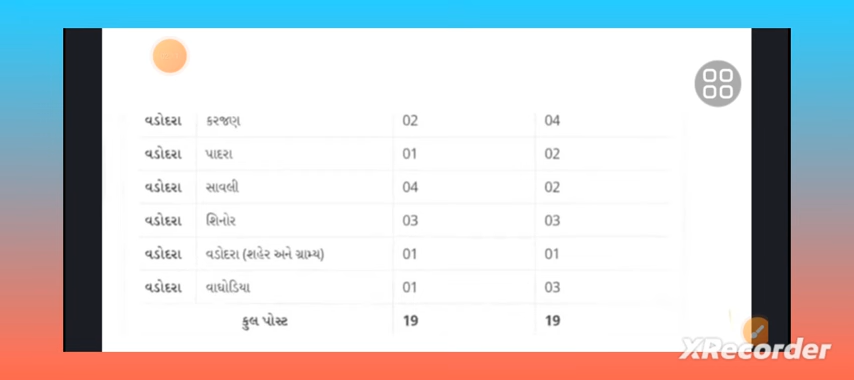 વડોદરા કરજણ 02 04
વડોદરા પાદરા 01 02
વડોદરા સાવલી 04 02
વડોદરા શિનોર 03 03
વડોદરા વડોદરા (શહેર અને ગ્રામ્ય) 01 01
વડોદરા વાઘોડિયા 01 03
કુલ પોસ્ટ 19 19
XRecorder